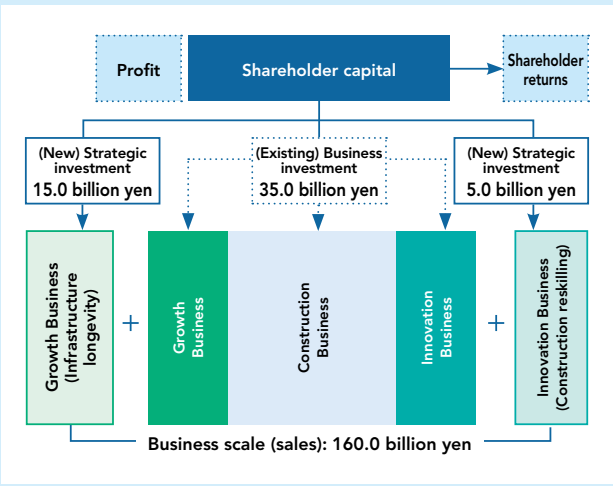 Profit
Shareholder capital
Shareholder
returns
(New) Strategic
investment
15.0 billion yen
(Existing) Business
investment
35.0 billion yen
(New) Strategic
investment
5.0 billion yen
Growth Business
(Infrastructure
longevity)
+
Growth
Business
Construction
Business
Innovation
Business
+
Innovation Business
(Construction reskilling)
Business scale (sales): 160.0 billion yen